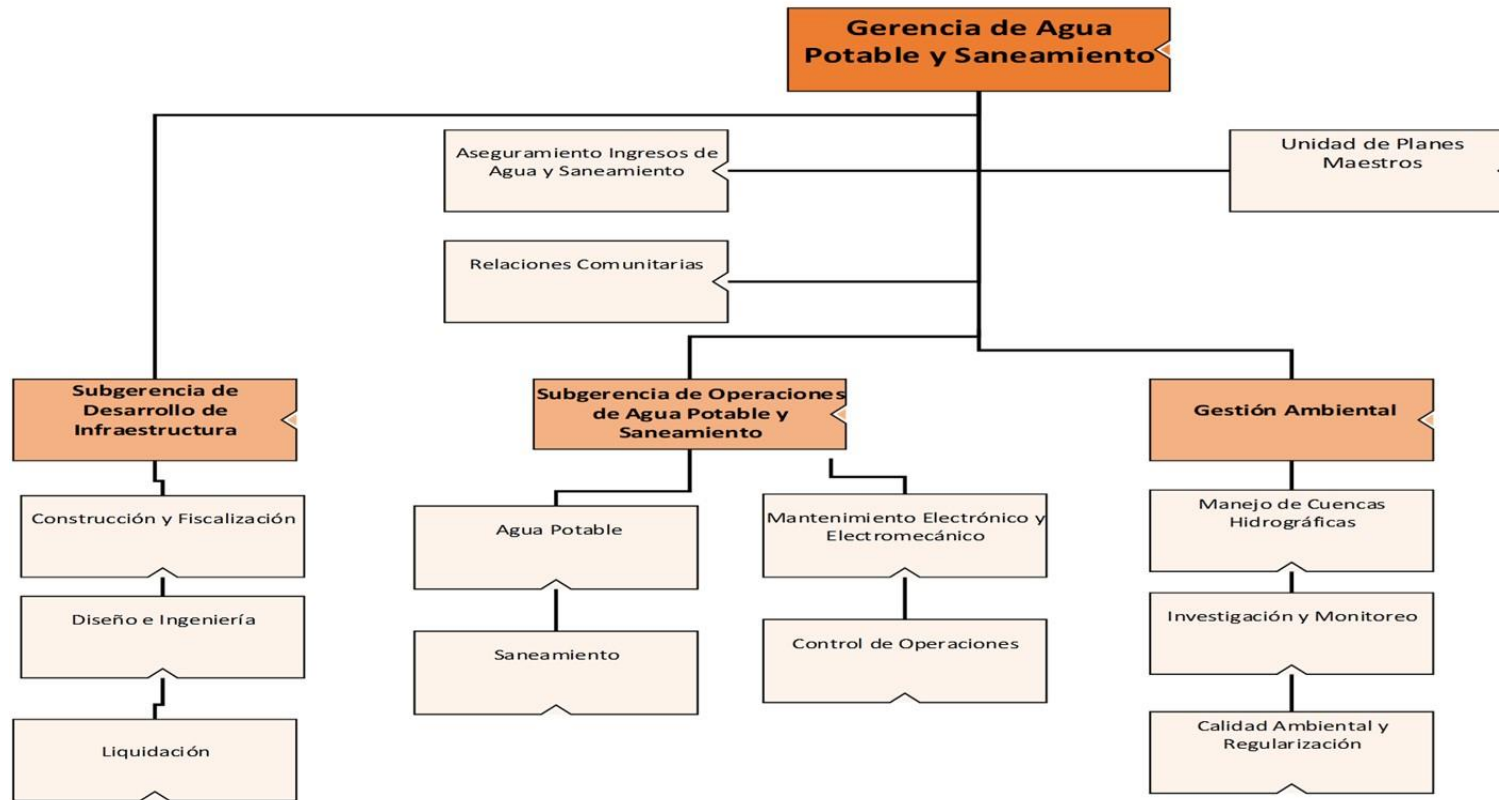 Gerencia de Agua
Potable y Saneamiento
Aseguramiento Ingresos de
Agua y Saneamiento
Unidad de Planes
Maestros
Relaciones Comunitarias
Subgerencia de
Desarrollo de
Infraestructura
Subgerencia de Operaciones
de Agua Potable y
Saneamiento
Gestión Ambiental
Construcción y Fiscalización
Diseño e Ingeniería
Liquidación
Agua Potable
Saneamiento
Mantenimiento Electrónico y
Electromecánico
Control de Operaciones
Manejo de Cuencas
Hidrográficas
Investigación y Monitoreo
Calidad Ambiental y
Regularización